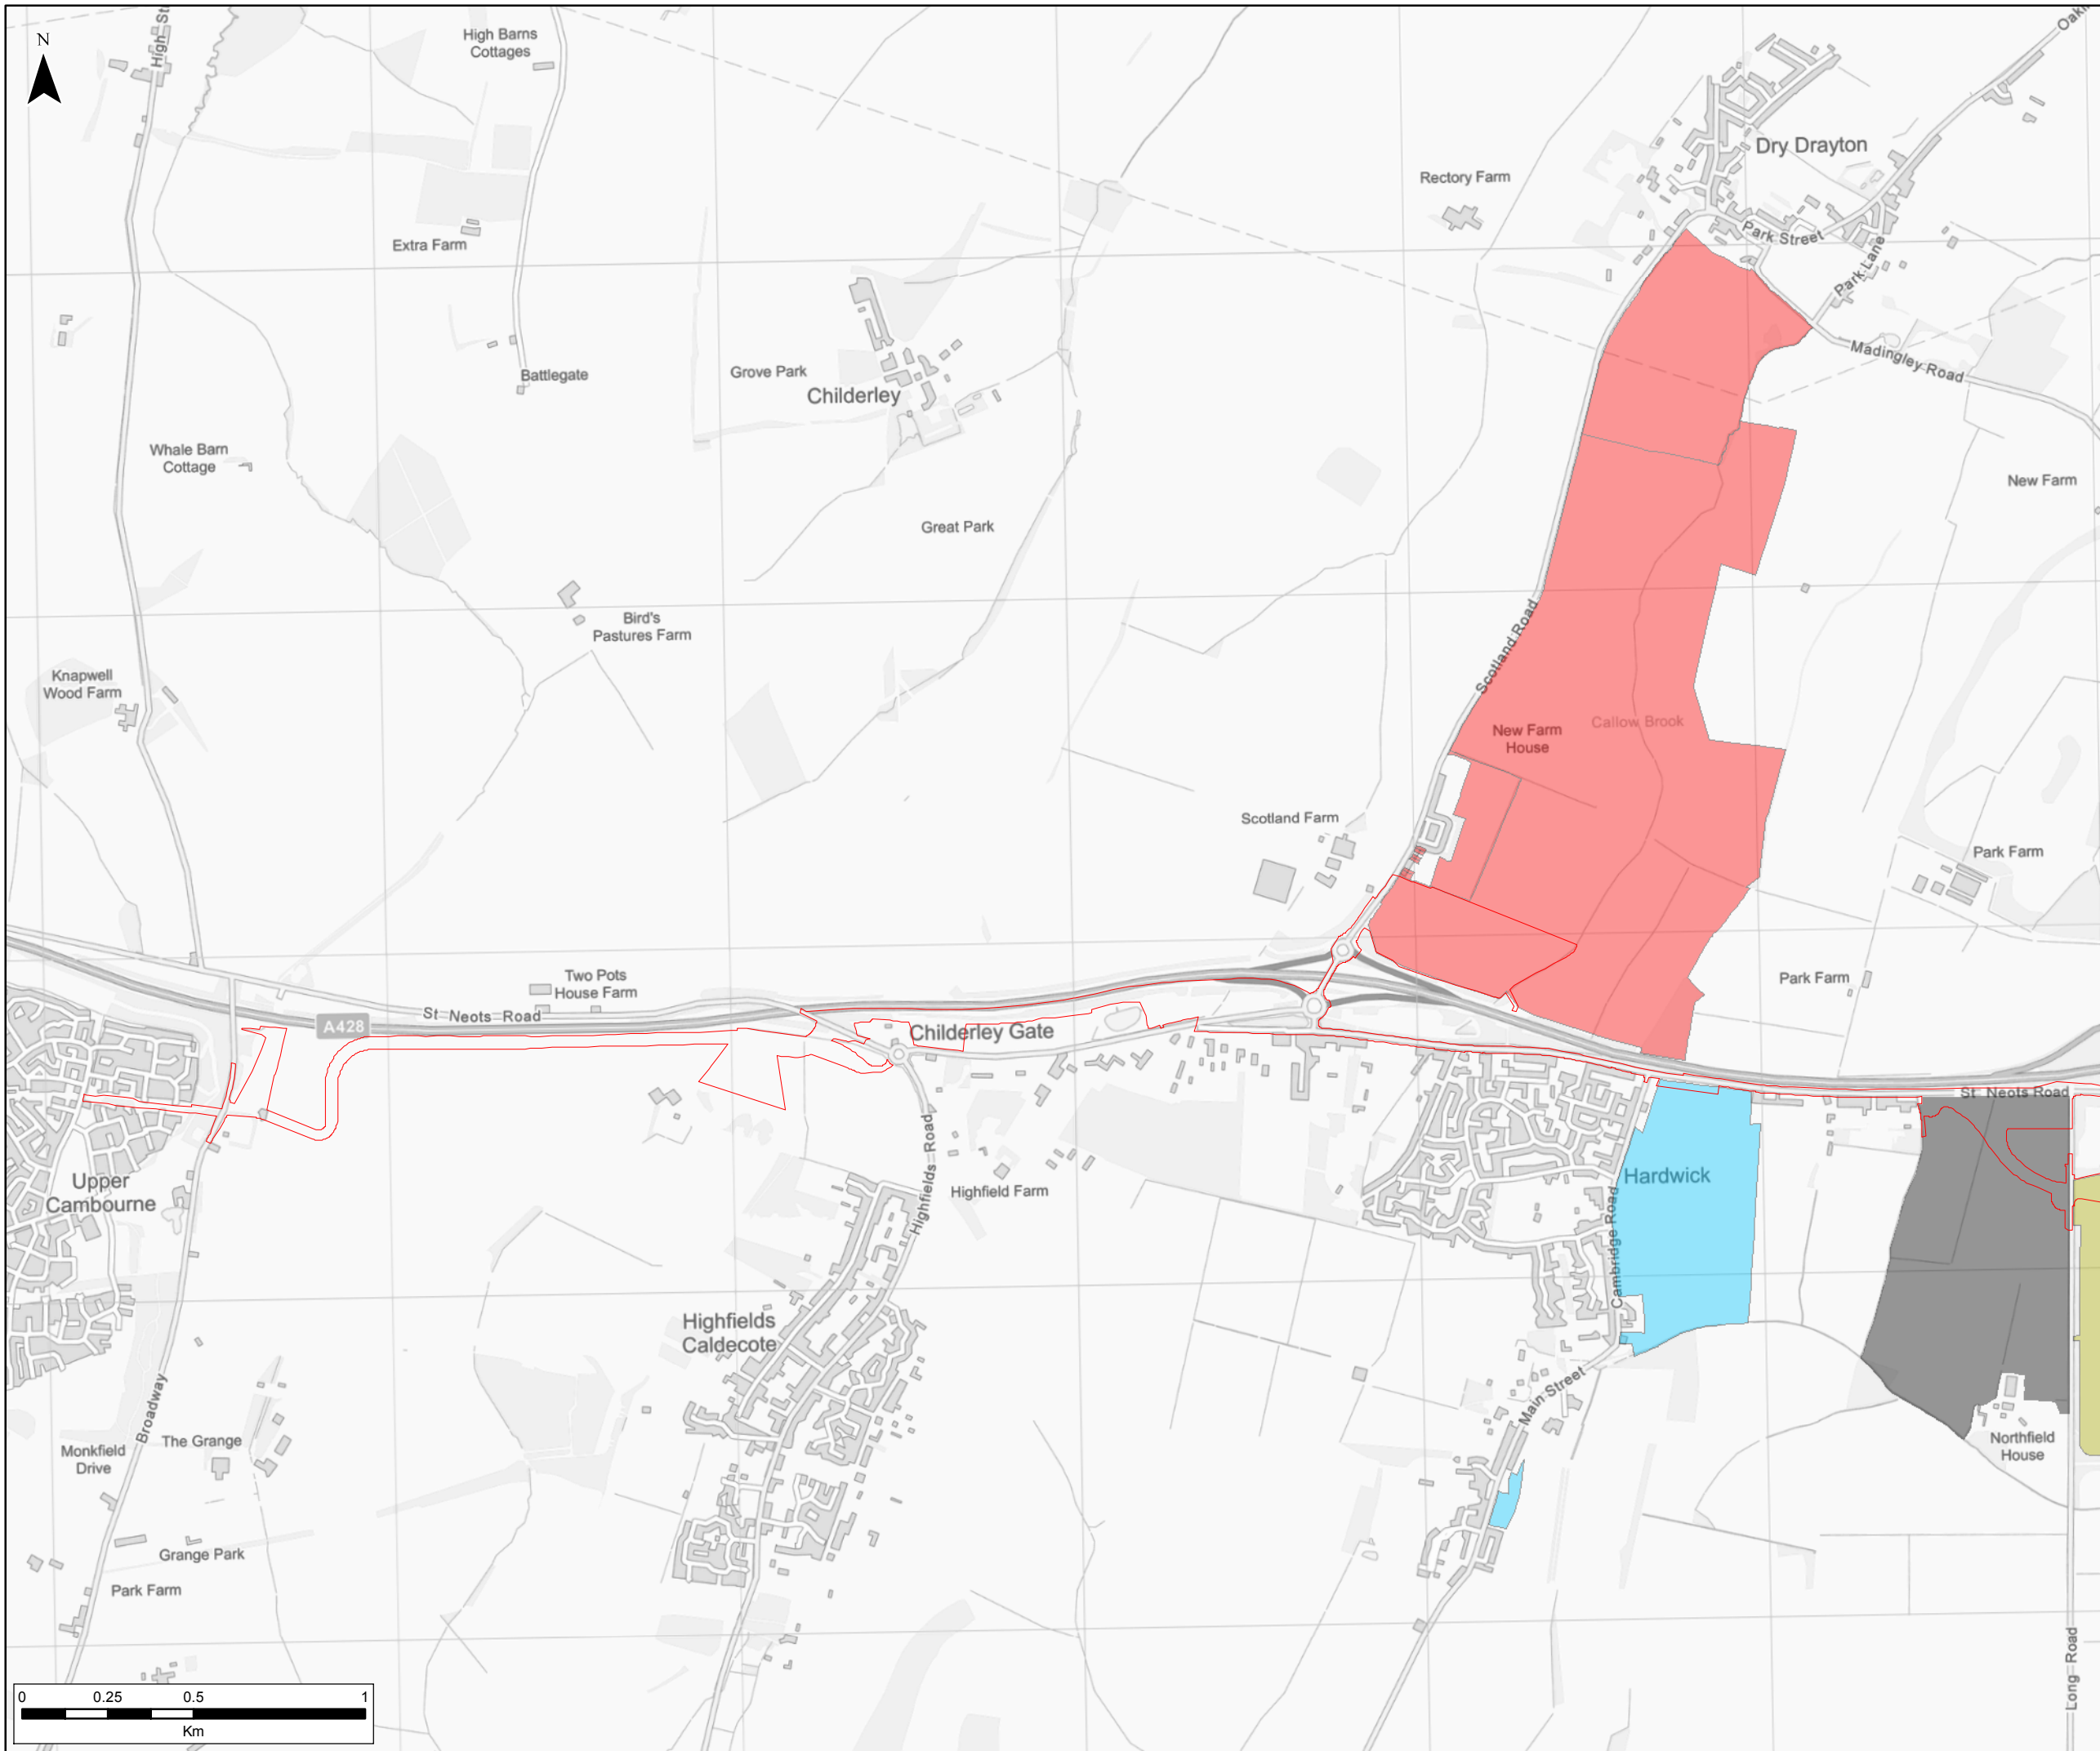 N
High St
High Barns
Cottages
Dry Drayton
Rectory Farm
Park Street
Park Lane
Extra Farm
Madingley Road
Battlegate
Grove Park
Childerley
Whale Barn
Cottage
New Farm
Great Park
Bird's
Pastures Farm
Scotland Road
Knapwell
Wood Farm
New Farm
House
Callow Brook
Scotland Farm
Park Farm
Two Pots
House Farm
Park Farm
St Neots Road
A428
Childerley Gate
St Neots Road
Upper
Cambourne
Highfields Road
Highfield Farm
Hardwick
Cambridge Road
Highfields
Caldecote
Main Street
Broadway
The Grange
Monkfield
Drive
Northfield
House
Grange Park
Park Farm
Long Road
0 0.25 0.5 1
Km